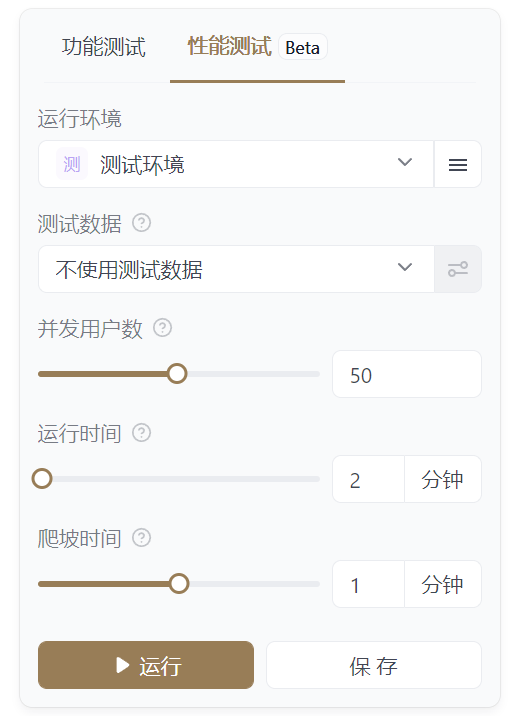 功能测试 性能测试 Beta
运行环境
测 测试环境
测试数据
不使用测试数据
并发用户数
50
运行时间
2 分钟
爬坡时间
1 分钟
运行 保存